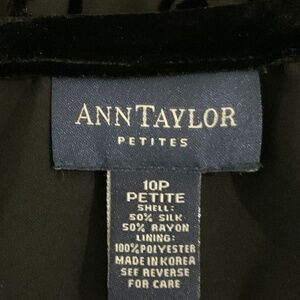 ANNTAYLOR
PETITES
10P
PETITE
SHELL:
50% SILK
50% RAYON
LINING:
100% POLYESTER
MADE IN KOREA
SEE REVERSE
FOR CARE